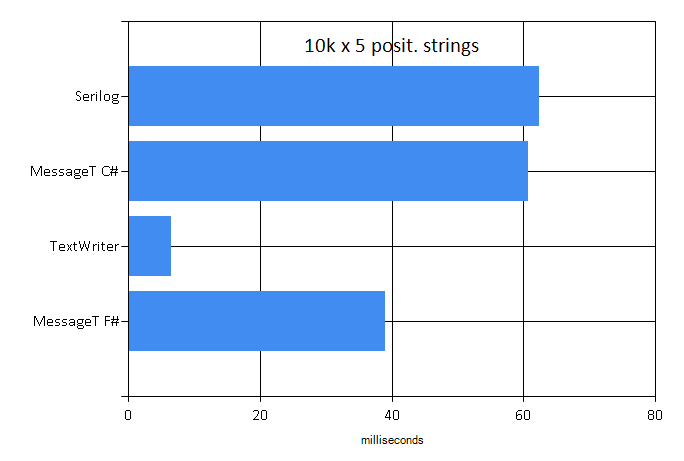 10k x 5 posit. strings
Serilog
MessageT C#
TextWriter
MessageT F#
0 20 40 60 80
milliseconds